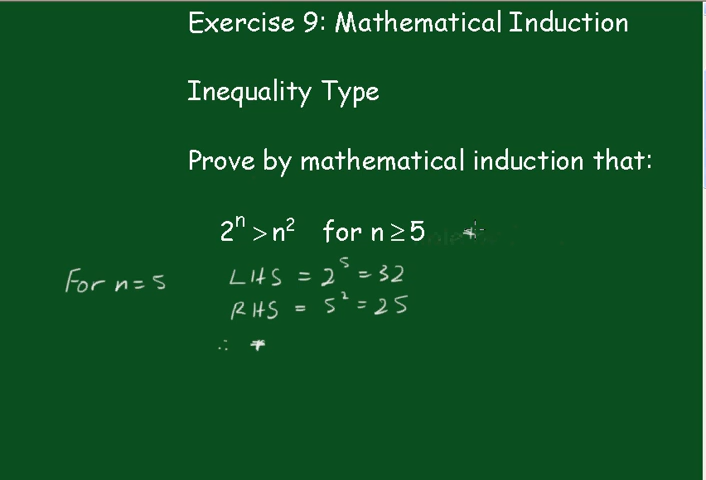 Exercise 9: Mathematical Induction
Inequality Type
Prove by mathematical induction that:
2ⁿ > n² for n ≥ 5 *
For n = 5 LHS = 2⁵ = 32
RHS = 5² = 25
∴ *